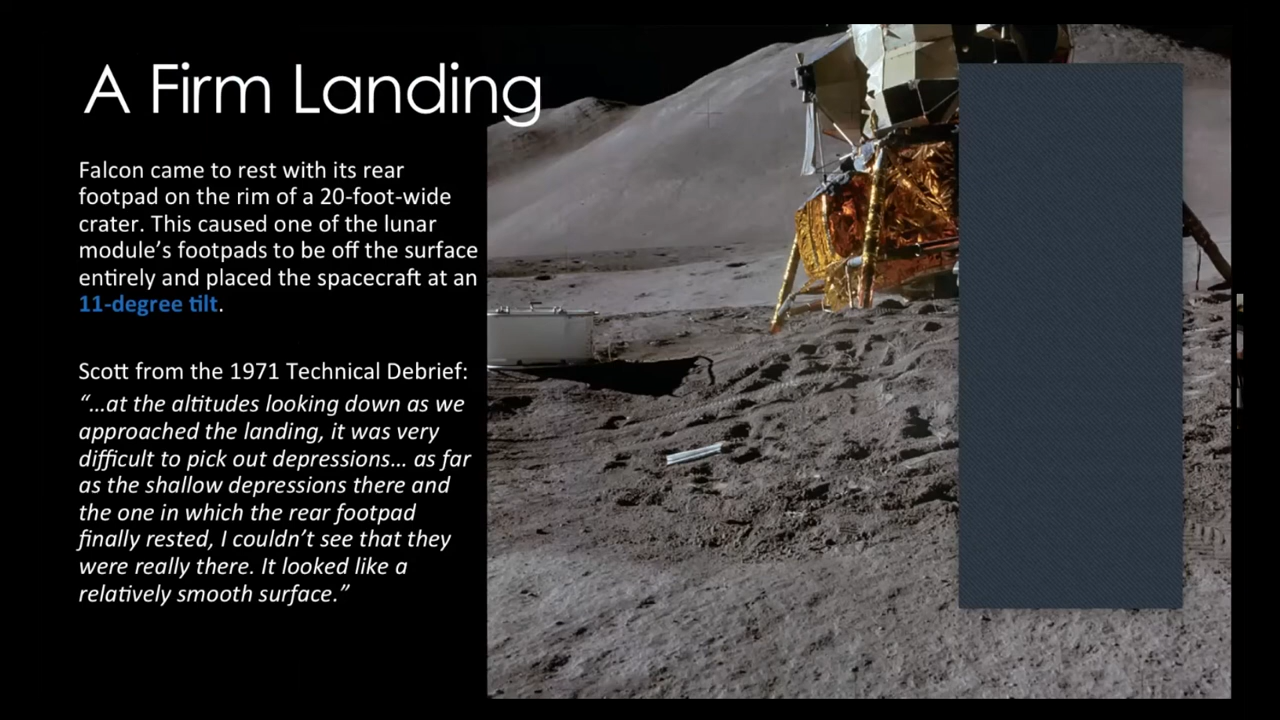 A Firm Landing
Falcon came to rest with its rear
footpad on the rim of a 20-foot-wide
crater. This caused one of the lunar
module’s footpads to be off the surface
entirely and placed the spacecraft at an
11-degree tilt.
Scott from the 1971 Technical Debrief:
“…at the altitudes looking down as we
approached the landing, it was very
difficult to pick out depressions… as far
as the shallow depressions there and
the one in which the rear footpad
finally rested, I couldn’t see that they
were really there. It looked like a
relatively smooth surface.”